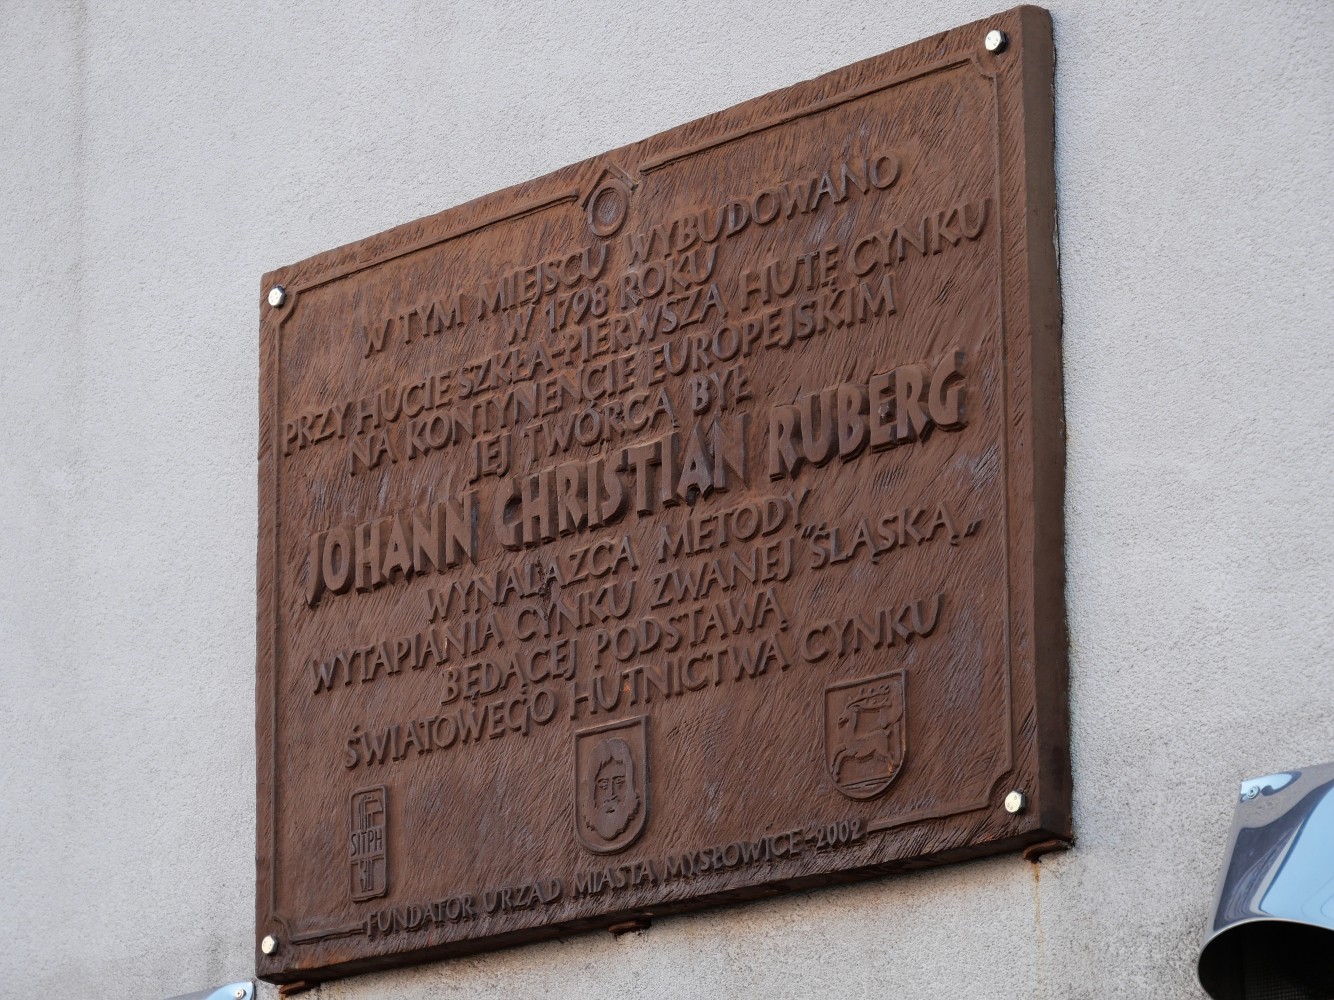 W TYM MIEJSCU WYBUDOWANO
W 1798 ROKU
PRZY HUCIE SZKŁA-PIERWSZĄ HUTĘ CYNKU
NA KONTYNENCIE EUROPEJSKIM
JEJ TWÓRCĄ BYŁ
JOHANN CHRISTIAN RUBERG
WYNALAZCA METODY
WYTAPIANIA CYNKU ZWANEJ "ŚLĄSKĄ„
BĘDĄCEJ PODSTAWĄ
ŚWIATOWEGO HUTNICTWA CYNKU
SITPH
FUNDATOR URZĄD MIASTA MYSŁOWICE-2002